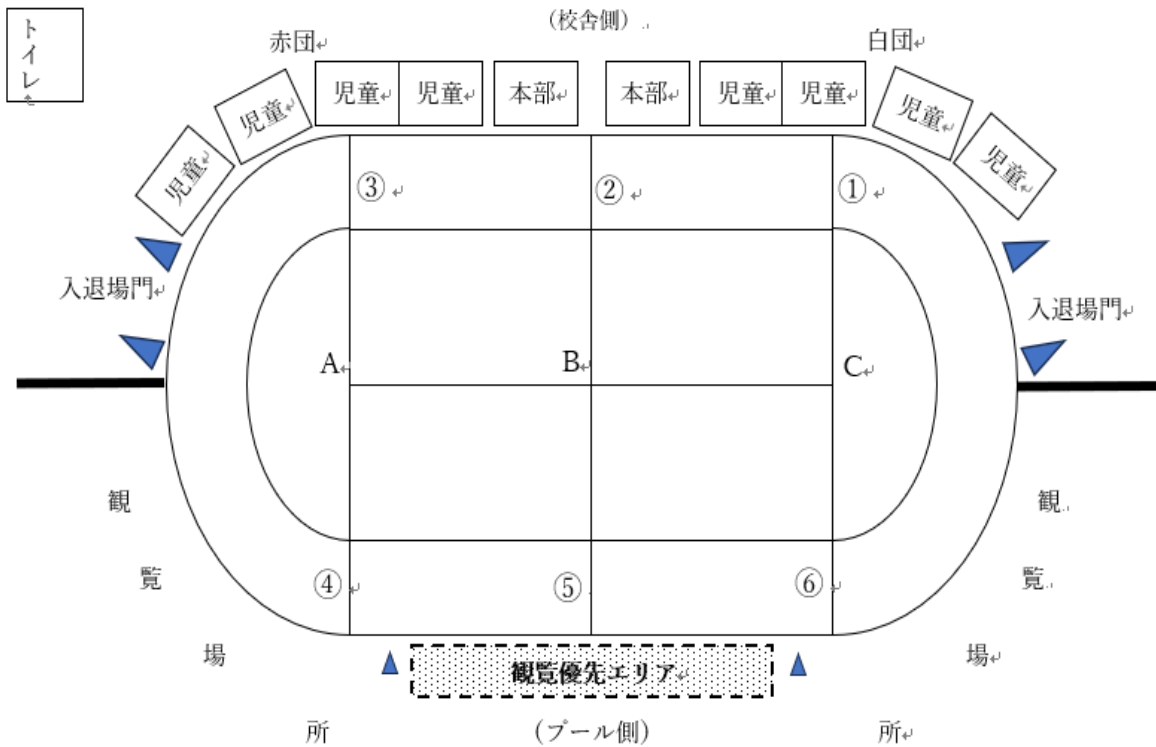 トイレ
(校舎側)
赤団
白団
児童
児童
児童
児童
本部
本部
児童
児童
児童
児童
③
②
①
入退場門
入退場門
A
B
C
観覧場所
観覧場所
④
⑤
⑥
観覧優先エリア
(プール側)